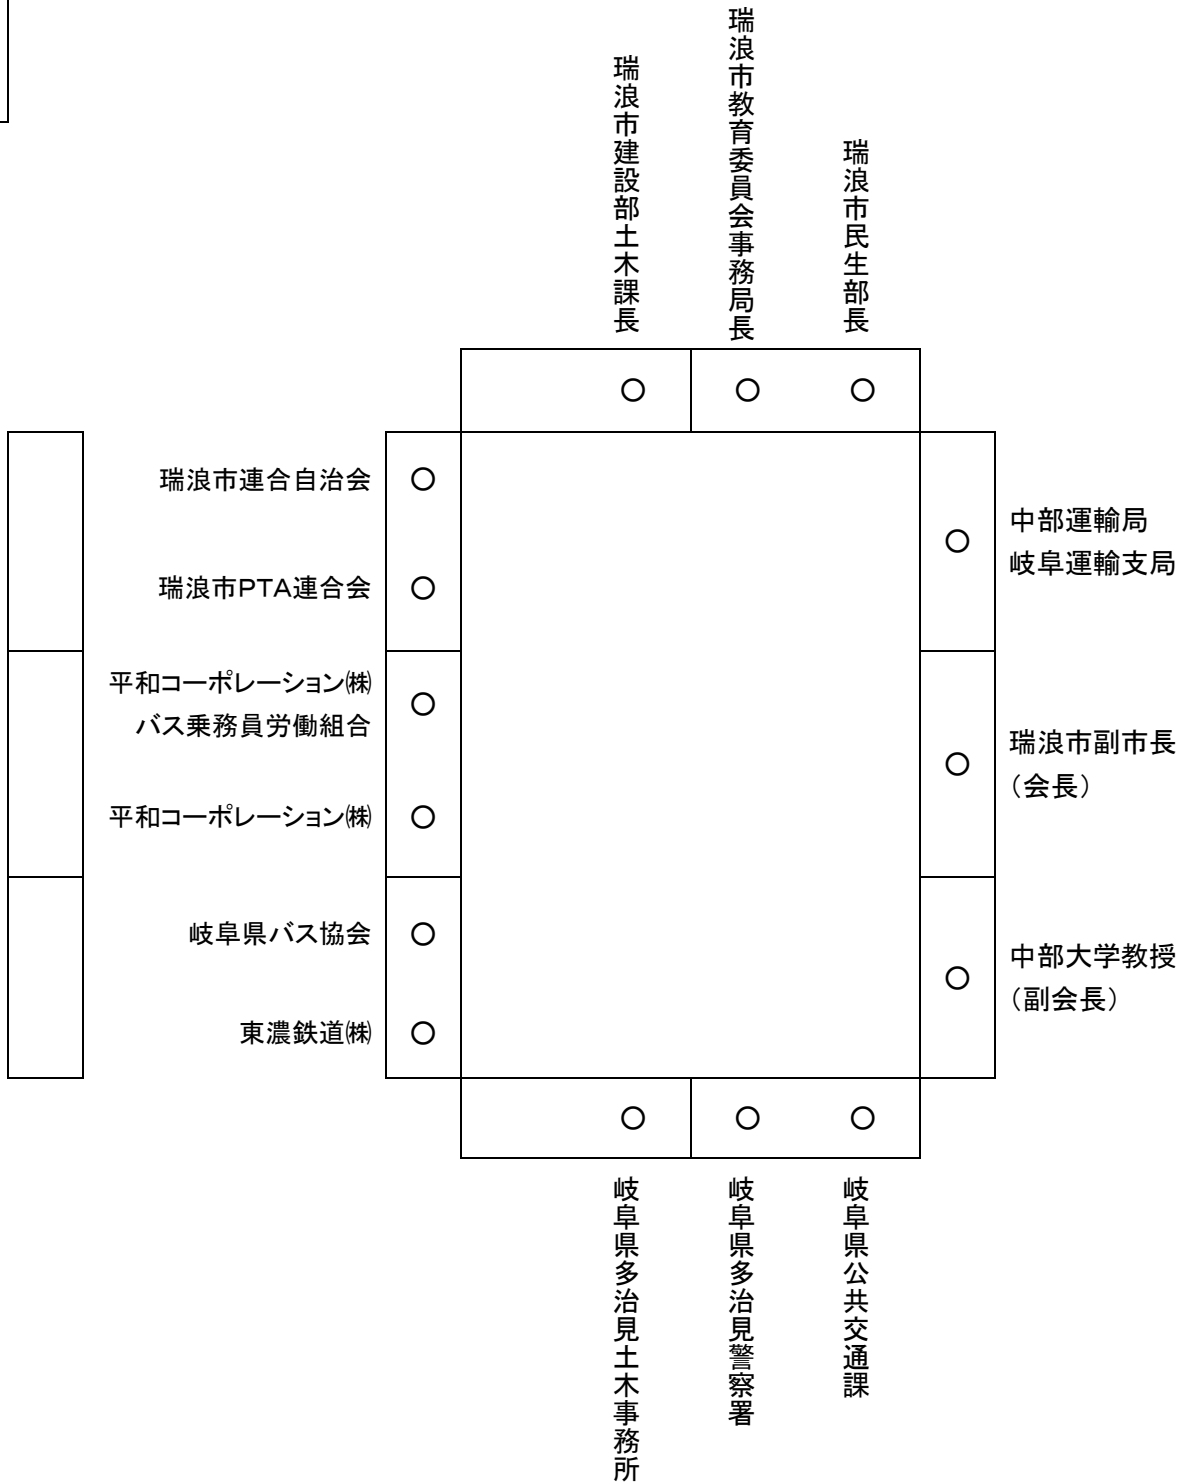 瑞浪市建設部土木課長
瑞浪市教育委員会事務局長
瑞浪市民生部長
瑞浪市連合自治会
瑞浪市PTA連合会
平和コーポレーション㈱
バス乗務員労働組合
平和コーポレーション㈱
岐阜県バス協会
東濃鉄道㈱
中部運輸局
岐阜運輸支局
瑞浪市副市長
（会長）
中部大学教授
（副会長）
岐阜県多治見土木事務所
岐阜県多治見警察署
岐阜県公共交通課